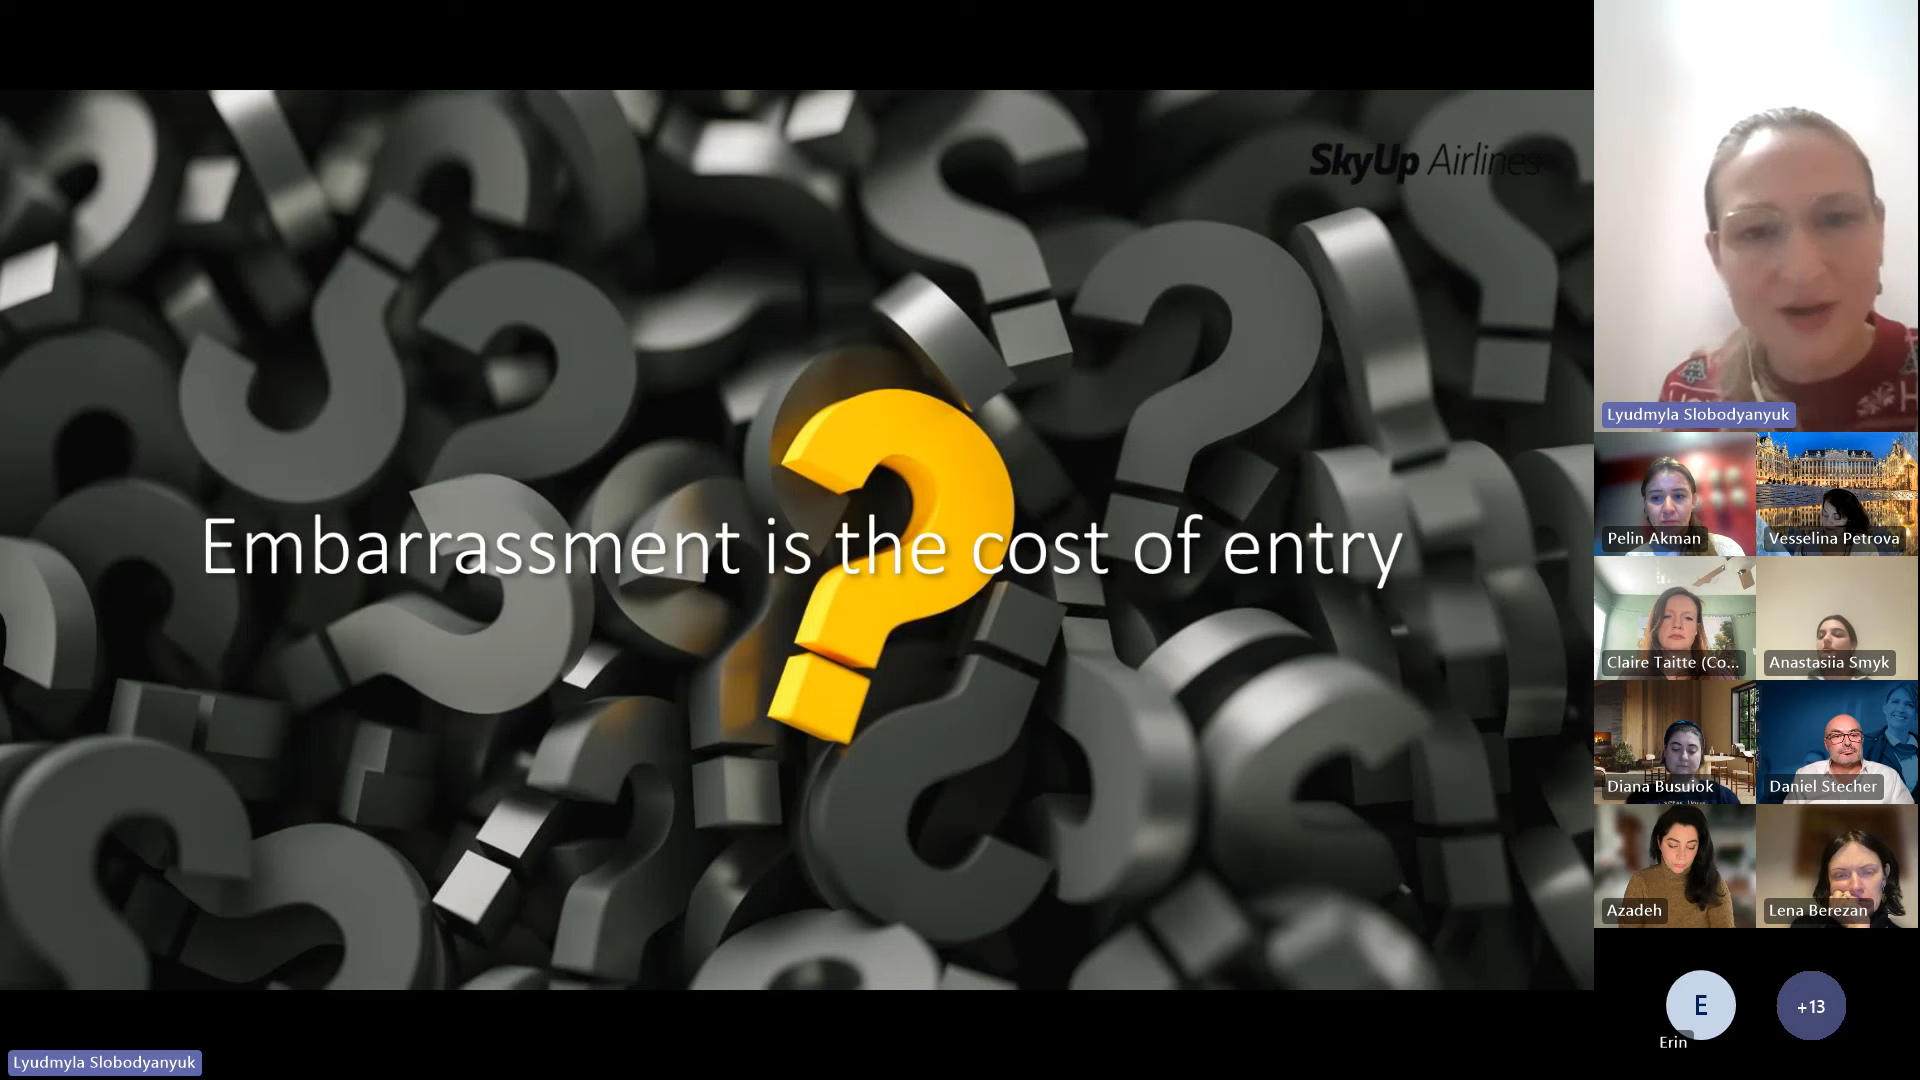 SkyUp Airlines
Embarrassment is the cost of entry
Lyudmyla Slobodyanyuk
Lyudmyla Slobodyanyuk
Pelin Akman
Vesselina Petrova
Claire Taitte (Co...
Anastasiia Smyk
Diana Busuiok
Daniel Stecher
Azadeh
Lena Berezan
E
Erin
+13